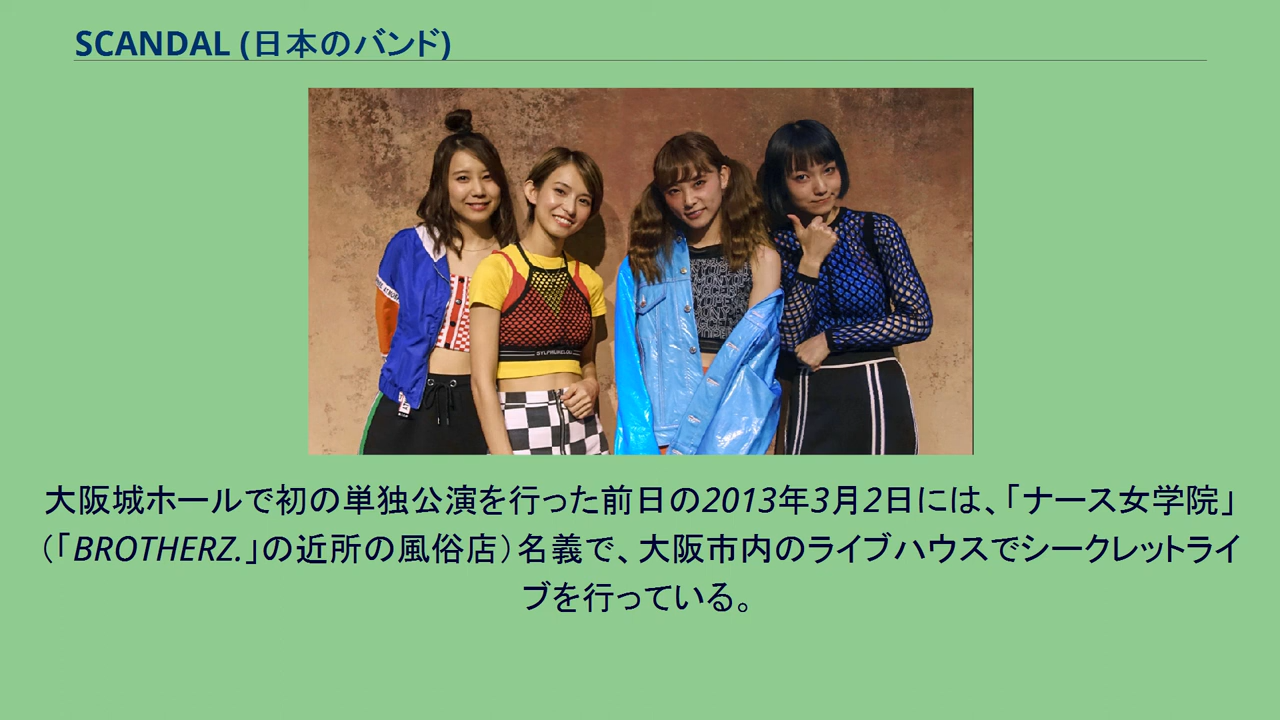 SCANDAL (日本のバンド)
SYLPHIDKELOUS
大阪城ホールで初の単独公演を行った前日の2013年3月2日には、「ナース女学院」
（「BROTHERZ.」の近所の風俗店）名義で、大阪市内のライブハウスでシークレットライ
ブを行っている。